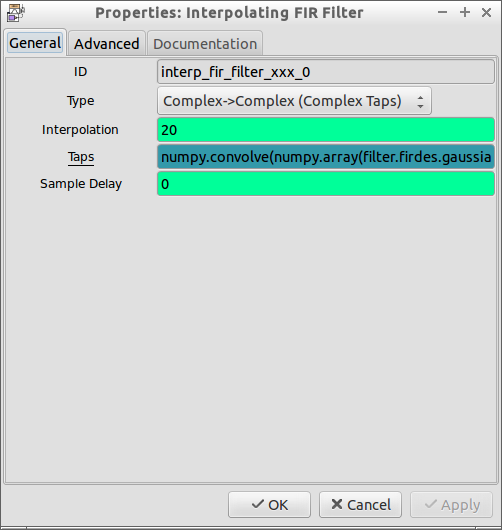 Properties: Interpolating FIR Filter
General Advanced Documentation
ID interp_fir_filter_xxx_0
Type Complex->Complex (Complex Taps)
Interpolation 20
Taps numpy.convolve(numpy.array(filter.firdes.gaussia
Sample Delay 0
OK Cancel Apply